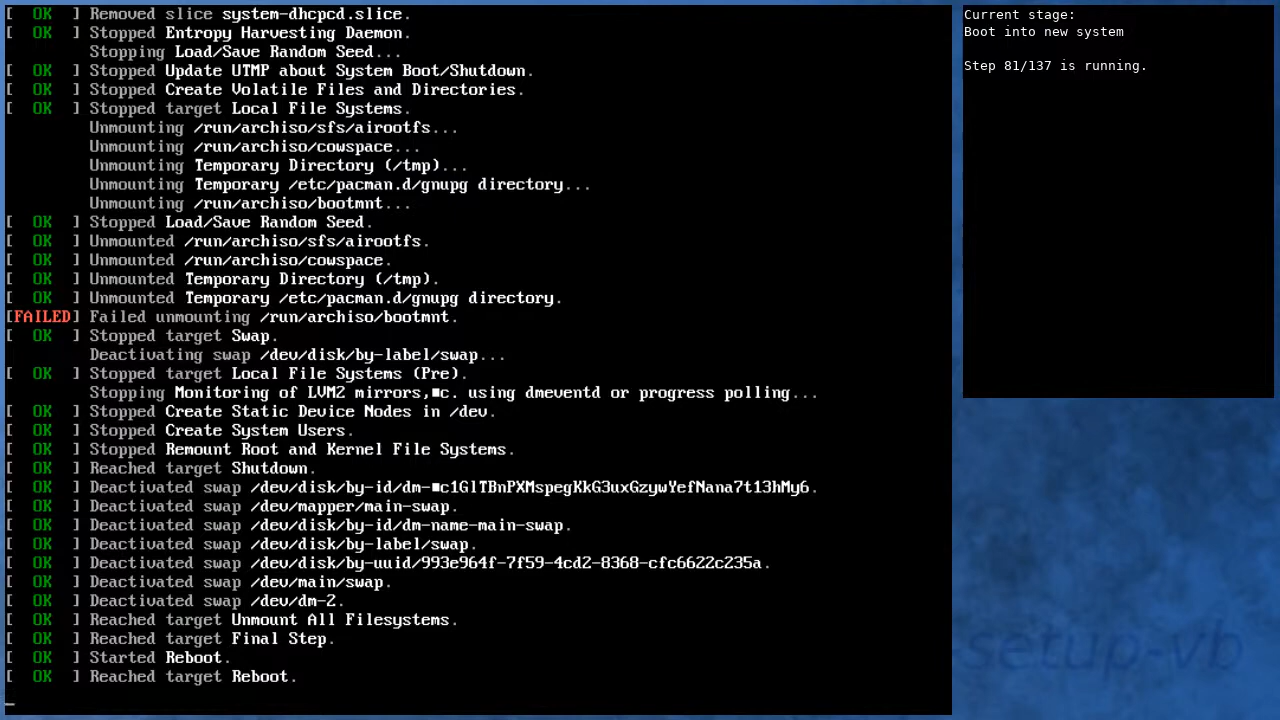 [  OK  ] Removed slice system-dhcpcd.slice.
[  OK  ] Stopped Entropy Harvesting Daemon.
         Stopping Load/Save Random Seed...
[  OK  ] Stopped Update UTMP about System Boot/Shutdown.
[  OK  ] Stopped Create Volatile Files and Directories.
[  OK  ] Stopped target Local File Systems.
         Unmounting /run/archiso/sfs/airootfs...
         Unmounting /run/archiso/cowspace...
         Unmounting Temporary Directory (/tmp)...
         Unmounting Temporary /etc/pacman.d/gnupg directory...
         Unmounting /run/archiso/bootmnt...
[  OK  ] Stopped Load/Save Random Seed.
[  OK  ] Unmounted /run/archiso/sfs/airootfs.
[  OK  ] Unmounted /run/archiso/cowspace.
[  OK  ] Unmounted Temporary Directory (/tmp).
[  OK  ] Unmounted Temporary /etc/pacman.d/gnupg directory.
[FAILED] Failed unmounting /run/archiso/bootmnt.
[  OK  ] Stopped target Swap.
         Deactivating swap /dev/disk/by-label/swap...
[  OK  ] Stopped target Local File Systems (Pre).
         Stopping Monitoring of LVM2 mirrors,■c. using dmeventd or progress polling...
[  OK  ] Stopped Create Static Device Nodes in /dev.
[  OK  ] Stopped Create System Users.
[  OK  ] Stopped Remount Root and Kernel File Systems.
[  OK  ] Reached target Shutdown.
[  OK  ] Deactivated swap /dev/disk/by-id/dm-■c1GlTBnPXMspegKkG3uxGzywYefNana7t13hMy6.
[  OK  ] Deactivated swap /dev/mapper/main-swap.
[  OK  ] Deactivated swap /dev/disk/by-id/dm-name-main-swap.
[  OK  ] Deactivated swap /dev/disk/by-label/swap.
[  OK  ] Deactivated swap /dev/disk/by-uuid/993e964f-7f59-4cd2-8368-cfc6622c235a.
[  OK  ] Deactivated swap /dev/main/swap.
[  OK  ] Deactivated swap /dev/dm-2.
[  OK  ] Reached target Unmount All Filesystems.
[  OK  ] Reached target Final Step.
[  OK  ] Started Reboot.
[  OK  ] Reached target Reboot.
Current stage:
Boot into new system
Step 81/137 is running.
setup-vb